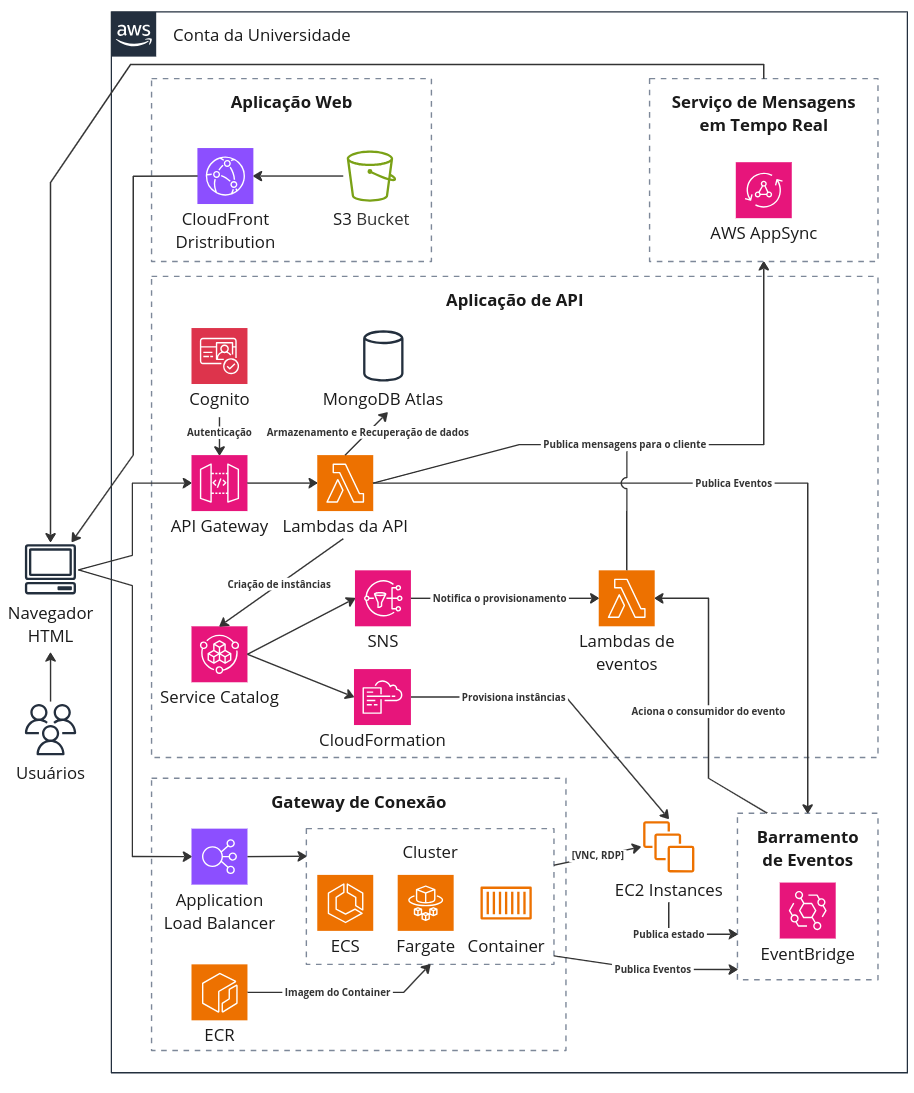 aws
Conta da Universidade
Aplicação Web
CloudFront
Dristribution
S3 Bucket
Serviço de Mensagens
em Tempo Real
AWS AppSync
Aplicação de API
Cognito
MongoDB Atlas
Autenticação
Armazenamento e Recuperação de dados
Publica mensagens para o cliente
API Gateway
Lambdas da API
Publica Eventos
Criação de instâncias
SNS
Notifica o provisionamento
Lambdas de
eventos
Service Catalog
CloudFormation
Provisiona instâncias
Aciona o consumidor do evento
Navegador
HTML
Usuários
Gateway de Conexão
Application
Load Balancer
Cluster
ECS
Fargate
Container
ECR
Imagem do Container
[VNC, RDP]
EC2 Instances
Publica estado
Publica Eventos
Barramento
de Eventos
EventBridge